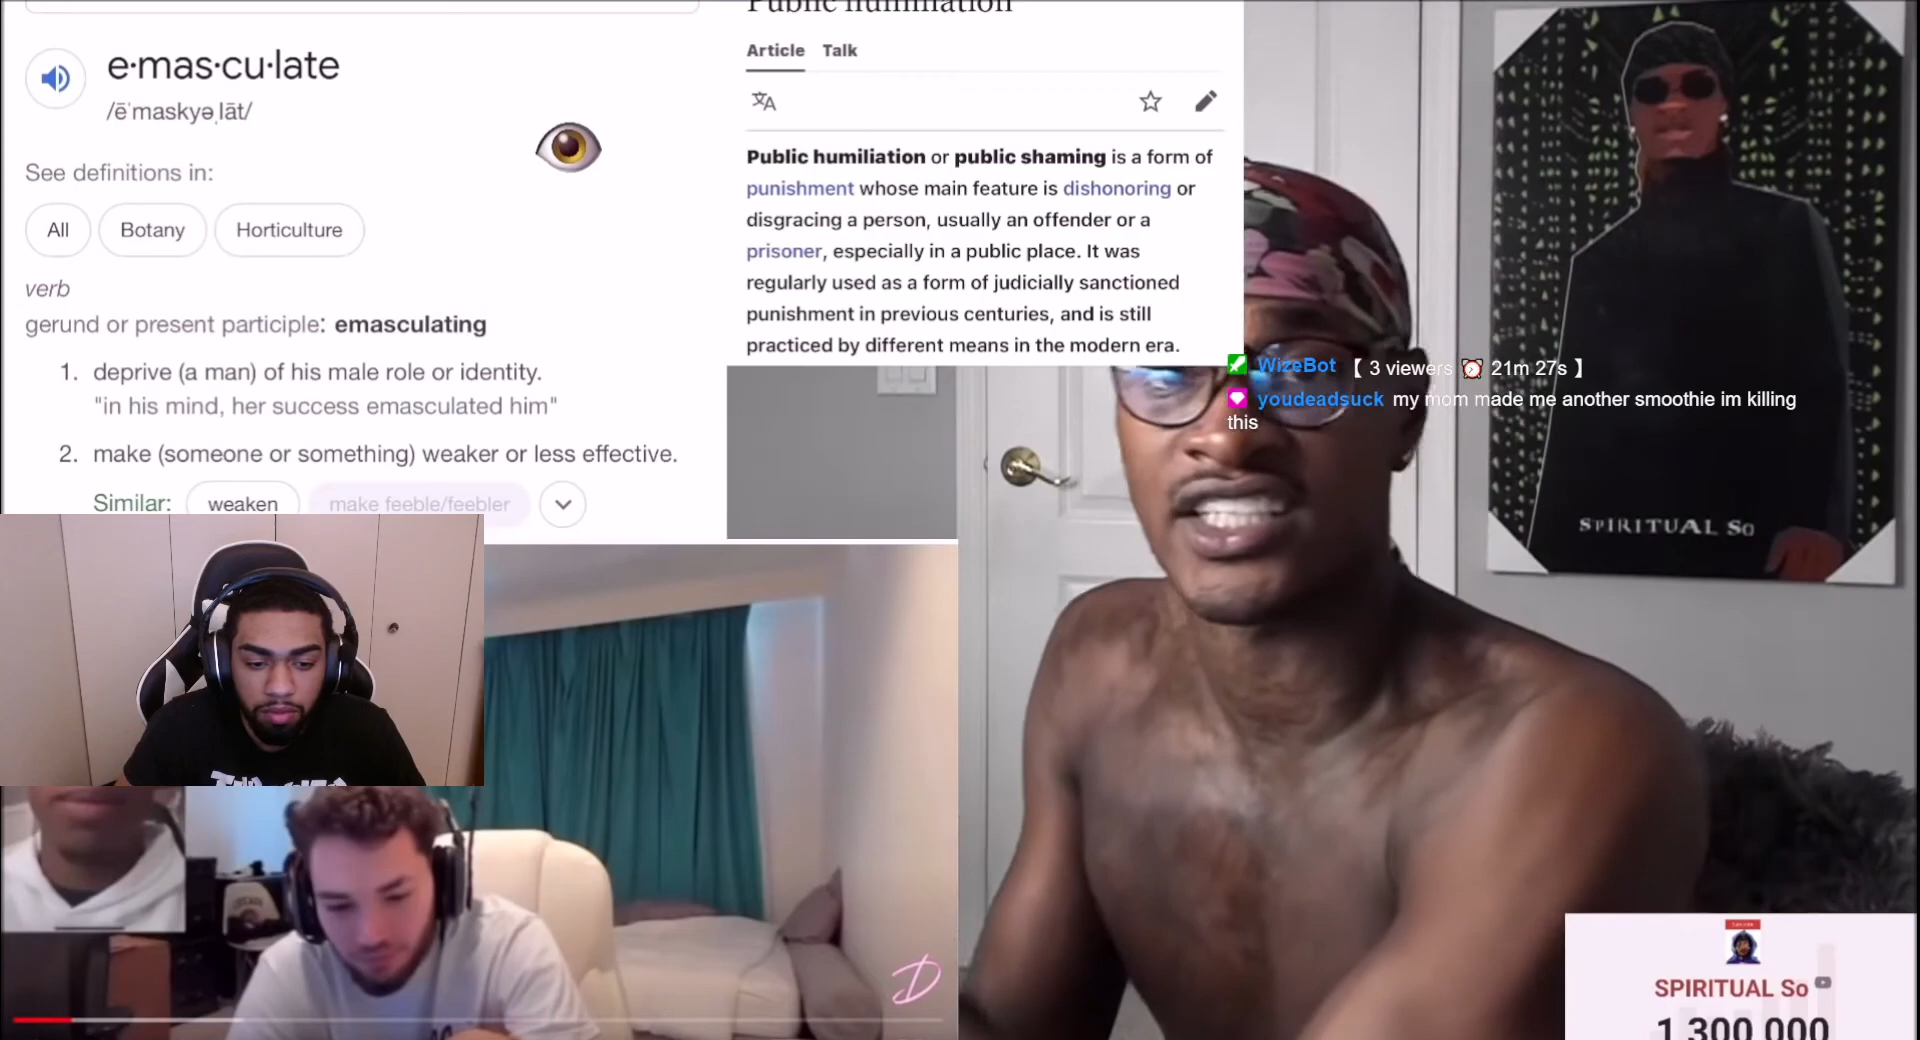 e·mas·cu·late
/ēˈmaskyəˌlāt/
See definitions in:
All
Botany
Horticulture
verb
gerund or present participle: emasculating
1. deprive (a man) of his male role or identity.
"in his mind, her success emasculated him"
2. make (someone or something) weaker or less effective.
Similar:
weaken
make feeble/feebler
Public humiliation
Article Talk
Public humiliation or public shaming is a form of
punishment whose main feature is dishonoring or
disgracing a person, usually an offender or a
prisoner, especially in a public place. It was
regularly used as a form of judicially sanctioned
punishment in previous centuries, and is still
practiced by different means in the modern era.
WizeBot 【 3 viewers ⏰ 21m 27s 】
youdeadsuck my mom made me another smoothie im killing
this
SPIRITUAL So
D
SPIRITUAL So
1,300,000